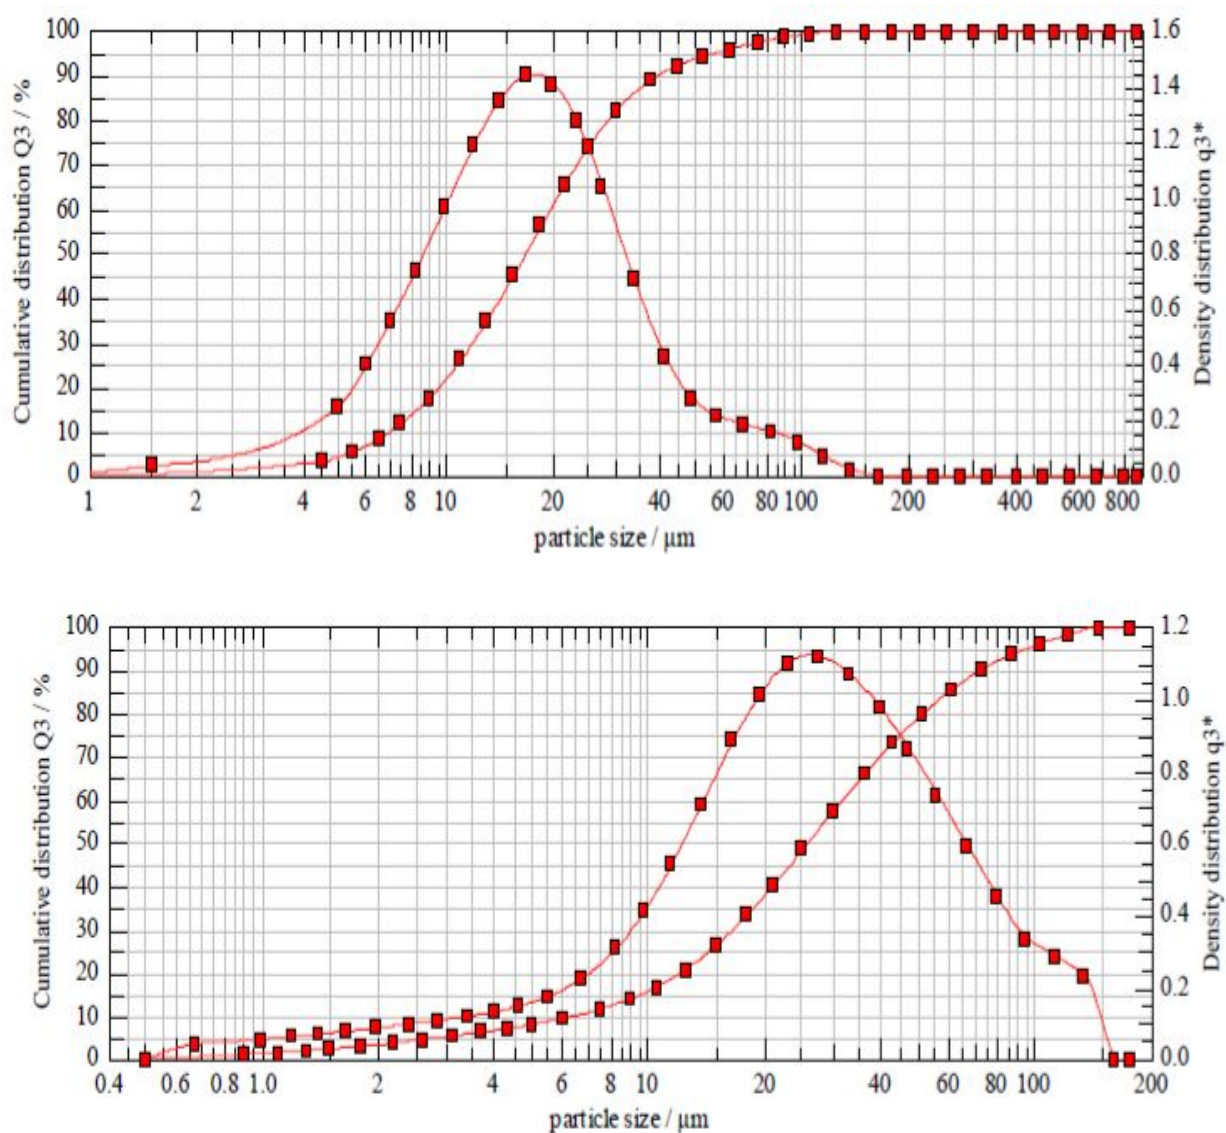 100 1.6
90 1.4
80 1.2
70
60 1.0
50 0.8
40 0.6
30 0.4
20
10 0.2
0 0.0
Cumulative distribution Q3 / %
Density distribution q3*
1 2 4 6 8 10 20 40 60 80 100 200 400 600 800
particle size / µm
100 1.2
90 1.0
80
70 0.8
60
50 0.6
40 0.4
30
20 0.2
10
0 0.0
Cumulative distribution Q3 / %
Density distribution q3*
0.4 0.6 0.8 1.0 2 4 6 8 10 20 40 60 80 100 200
particle size / µm